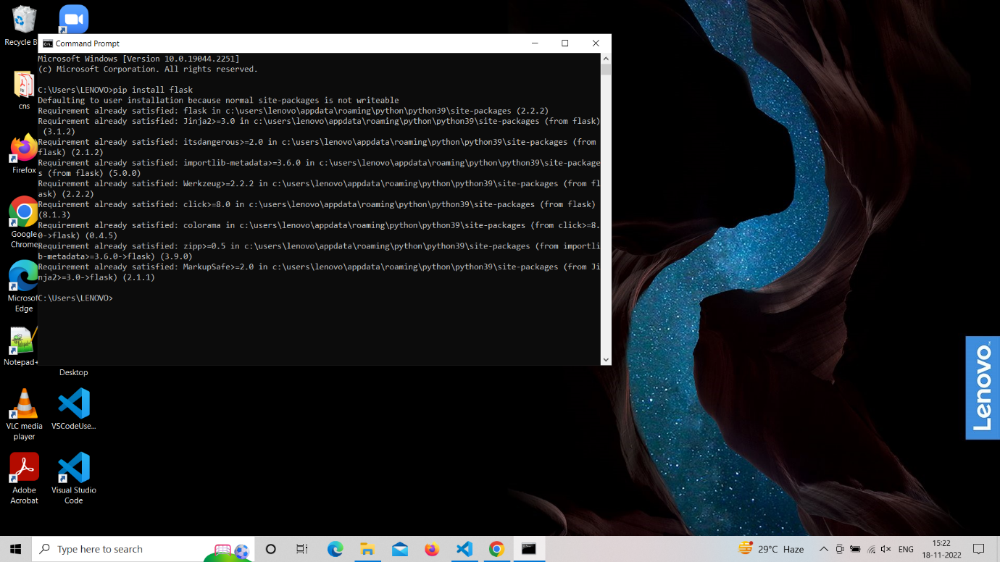 Recycle B
Command Prompt
Microsoft Windows [Version 10.0.19044.2251]
(c) Microsoft Corporation. All rights reserved.
C:\Users\LENOVO>pip install flask
Defaulting to user installation because normal site-packages is not writeable
Requirement already satisfied: flask in c:\users\lenovo\appdata\roaming\python\python39\site-packages (2.2.2)
Requirement already satisfied: Jinja2>=3.0 in c:\users\lenovo\appdata\roaming\python\python39\site-packages (from flask)
(3.1.2)
Requirement already satisfied: itsdangerous>=2.0 in c:\users\lenovo\appdata\roaming\python\python39\site-packages (from
flask) (2.1.2)
Requirement already satisfied: importlib-metadata>=3.6.0 in c:\users\lenovo\appdata\roaming\python\python39\site-package
s (from flask) (5.0.0)
Requirement already satisfied: Werkzeug>=2.2.2 in c:\users\lenovo\appdata\roaming\python\python39\site-packages (from fl
ask) (2.2.2)
Requirement already satisfied: click>=8.0 in c:\users\lenovo\appdata\roaming\python\python39\site-packages (from flask)
(8.1.3)
Requirement already satisfied: colorama in c:\users\lenovo\appdata\roaming\python\python39\site-packages (from click>=8.
0->flask) (0.4.5)
Requirement already satisfied: zipp>=0.5 in c:\users\lenovo\appdata\roaming\python\python39\site-packages (from importli
b-metadata>=3.6.0->flask) (3.9.0)
Requirement already satisfied: MarkupSafe>=2.0 in c:\users\lenovo\appdata\roaming\python\python39\site-packages (from Ji
nja2>=3.0->flask) (2.1.1)
C:\Users\LENOVO>
cns
Firefox
Google
Chrome
Microsof
Edge
Notepad+
Desktop
VLC media
player
VSCodeUse...
Adobe
Acrobat
Visual Studio
Code
Lenovo
Type here to search
29°C Haze
ENG
15:22
18-11-2022